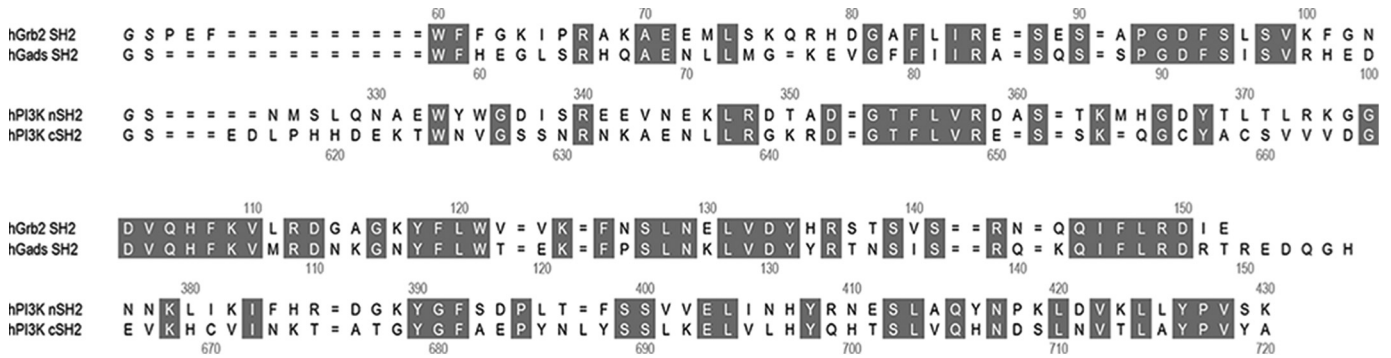 60 70 80 90 100
hGrb2 SH2 G S P E F = = = = = = = = = = W F F G K I P R A K A E E M L S K Q R H D G A F L I R E = S E S = A P G D F S L S V K F G N
hGads SH2 G S = = = = = = = = = = = = = W F H E G L S R H Q A E N L L M G = K E V G F F I I R A = S Q S = S P G D F S I S V R H E D
60 70 80 90 100
330 340 350 360 370
hPI3K nSH2 G S = = = = = N M S L Q N A E W Y W G D I S R E E V N E K L R D T A D = G T F L V R D A S = T K M H G D Y T L T L R K G G
hPI3K cSH2 G S = = = E D L P H H D E K T W N V G S S N R N K A E N L L R G K R D = G T F L V R E = S = S K = Q G C Y A C S V V V D G
620 630 640 650 660
110 120 130 140 150
hGrb2 SH2 D V Q H F K V L R D G A G K Y F L W V = V K = F N S L N E L V D Y H R S T S V S = = R N = Q Q I F L R D I E
hGads SH2 D V Q H F K V M R D N K G N Y F L W T = E K = F P S L N K L V D Y Y R T N S I S = = R Q = K Q I F L R D R T R E D Q G H
110 120 130 140 150
380 390 400 410 420 430
hPI3K nSH2 N N K L I K I F H R = D G K Y G F S D P L T = F S S V V E L I N H Y R N E S L A Q Y N P K L D V K L L Y P V S K
hPI3K cSH2 E V K H C V I N K T = A T G Y G F A E P Y N L Y S S L K E L V L H Y Q H T S L V Q H N D S L N V T L A Y P V Y A
670 680 690 700 710 720